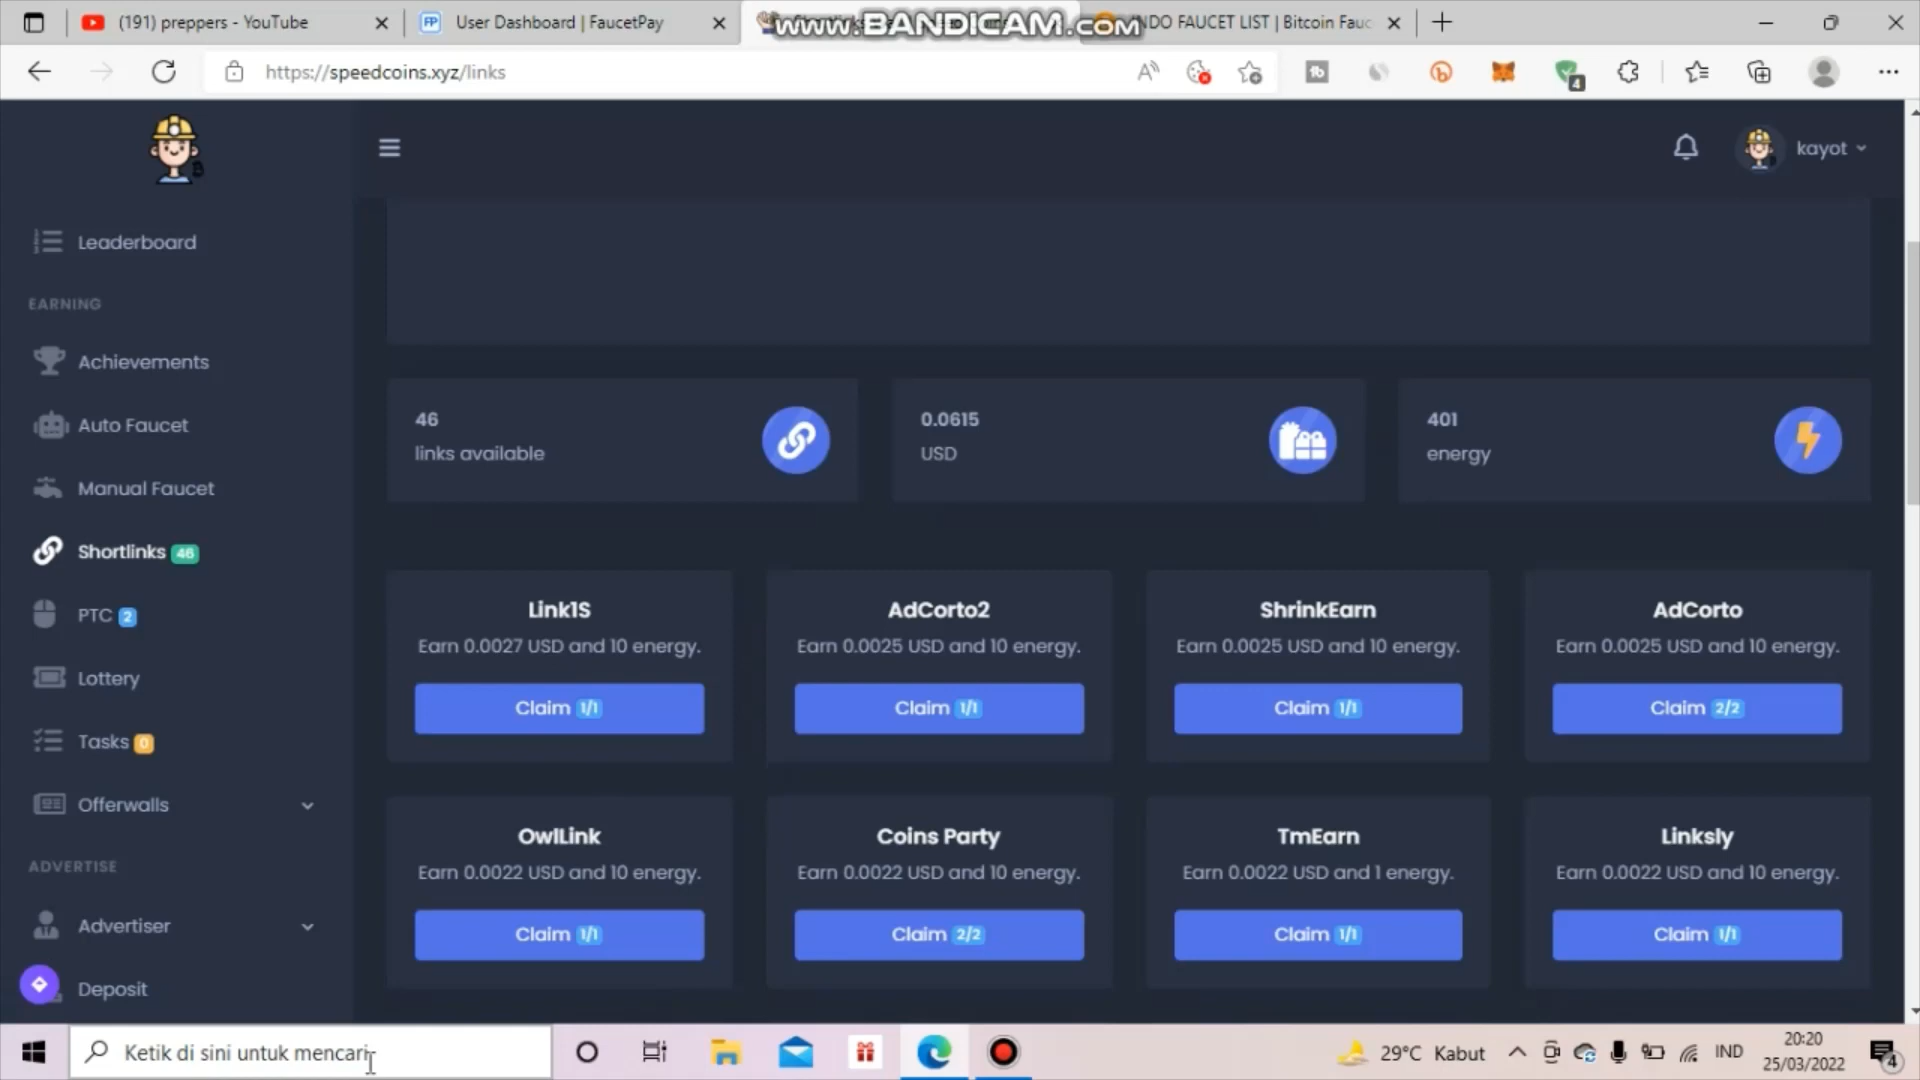 (191) preppers - YouTube
User Dashboard | FaucetPay
www.BANDICAM.com
NDO FAUCET LIST | Bitcoin Fauc
https://speedcoins.xyz/links
4
kayot
Leaderboard
EARNING
Achievements
Auto Faucet
Manual Faucet
Shortlinks 46
PTC 2
Lottery
Tasks 0
Offerwalls
ADVERTISE
Advertiser
Deposit
46
links available
0.0615
USD
401
energy
Link1S
Earn 0.0027 USD and 10 energy.
Claim 1/1
AdCorto2
Earn 0.0025 USD and 10 energy.
Claim 1/1
ShrinkEarn
Earn 0.0025 USD and 10 energy.
Claim 1/1
AdCorto
Earn 0.0025 USD and 10 energy.
Claim 2/2
OwlLink
Earn 0.0022 USD and 10 energy.
Claim 1/1
Coins Party
Earn 0.0022 USD and 10 energy.
Claim 2/2
TmEarn
Earn 0.0022 USD and 1 energy.
Claim 1/1
Linksly
Earn 0.0022 USD and 10 energy.
Claim 1/1
Ketik di sini untuk mencari
29°C Kabut
IND
20:20
25/03/2022
4